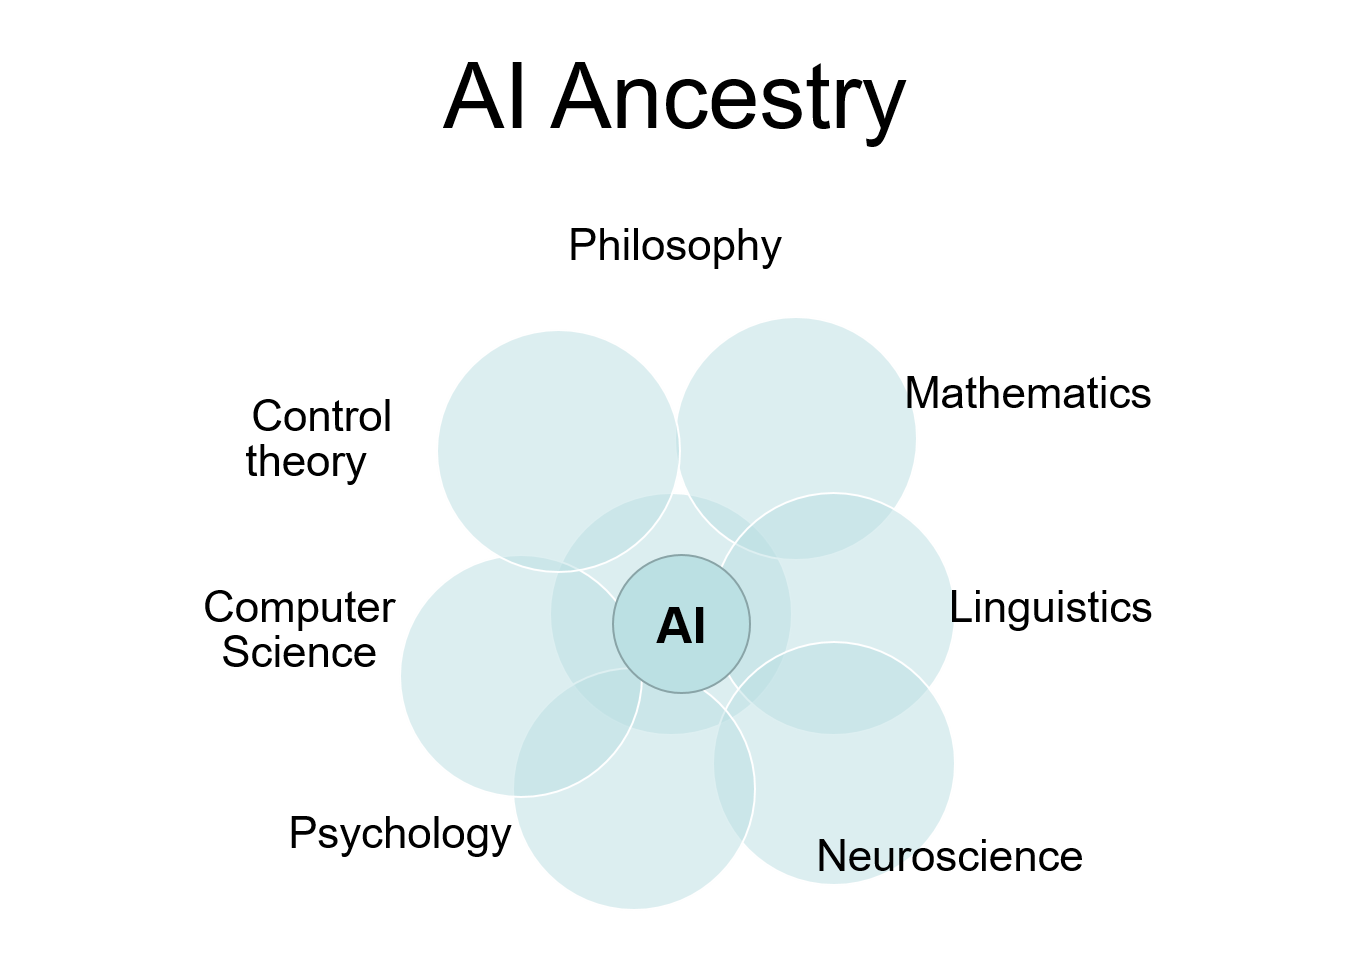 AI Ancestry
Philosophy
Mathematics
Control
theory
Linguistics
Computer
Science
AI
Psychology
Neuroscience